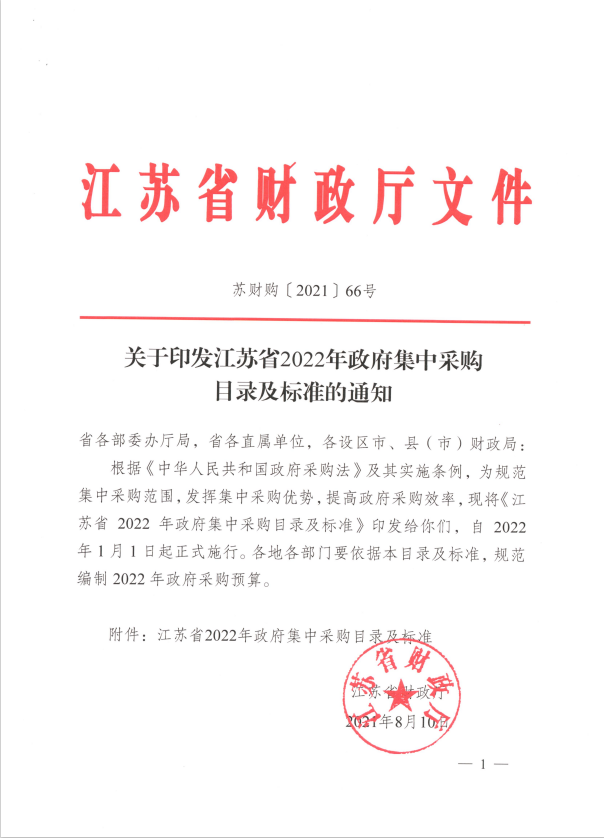 江苏省财政厅文件
苏财购〔2021〕66号
关于印发江苏省2022年政府集中采购
目录及标准的通知
省各部委办厅局，省各直属单位，各设区市、县（市）财政局：
根据《中华人民共和国政府采购法》及其实施条例，为规范
集中采购范围，发挥集中采购优势，提高政府采购效率，现将《江
苏省 2022 年政府集中采购目录及标准》印发给你们，自 2022
年1月1日起正式施行。各地各部门要依据本目录及标准，规范
编制2022年政府采购预算。
附件：江苏省2022年政府集中采购目录及标准
江苏省财政厅
江苏省财政厅
2021年8月10日
— 1 —